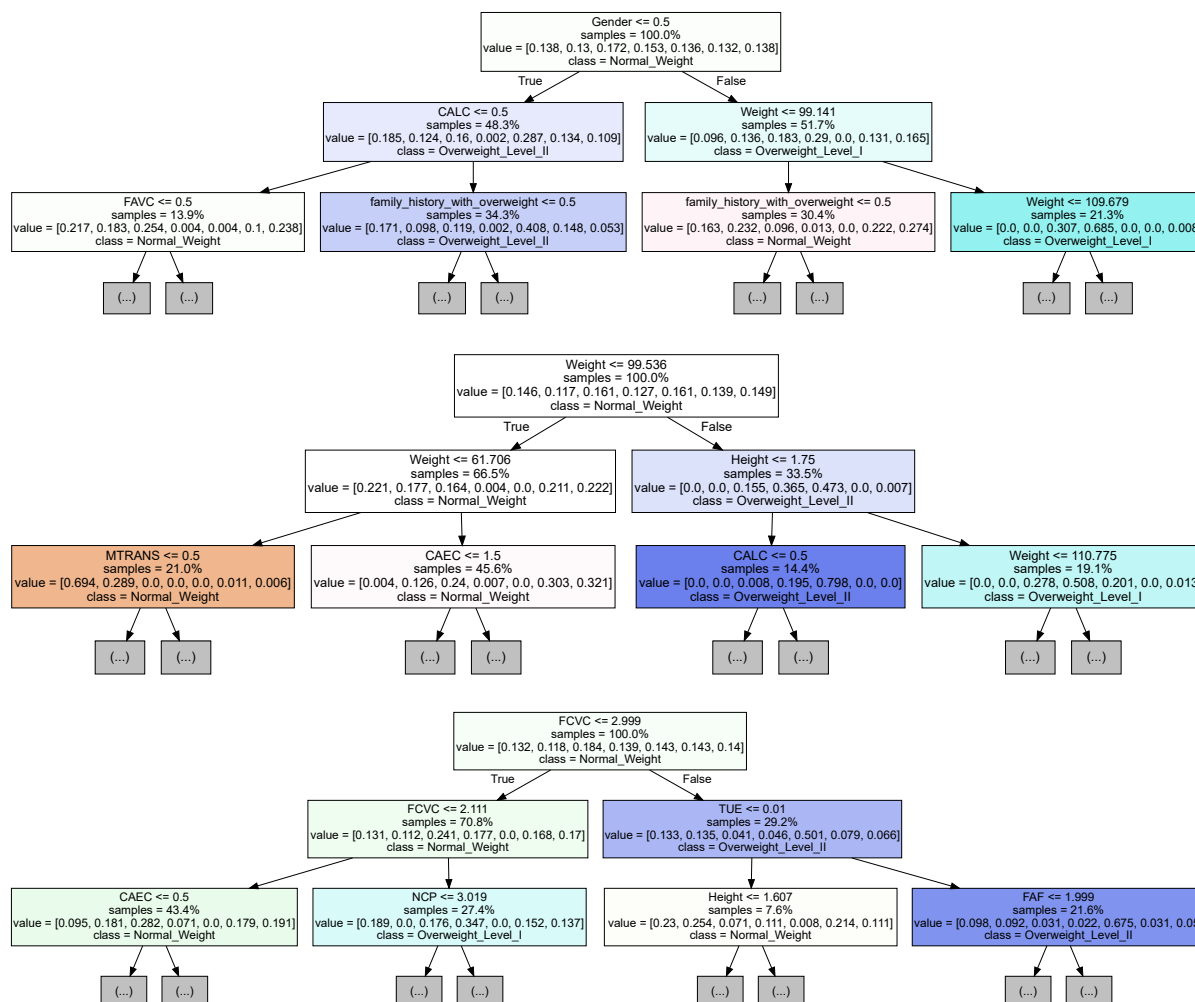 Gender <= 0.5
samples = 100.0%
value = [0.138, 0.13, 0.172, 0.153, 0.136, 0.132, 0.138]
class = Normal_Weight
True
False
CALC <= 0.5
samples = 48.3%
value = [0.185, 0.124, 0.16, 0.002, 0.287, 0.134, 0.109]
class = Overweight_Level_II
Weight <= 99.141
samples = 51.7%
value = [0.096, 0.136, 0.183, 0.29, 0.0, 0.131, 0.165]
class = Overweight_Level_I
FAVC <= 0.5
samples = 13.9%
value = [0.217, 0.183, 0.254, 0.004, 0.004, 0.1, 0.238]
class = Normal_Weight
family_history_with_overweight <= 0.5
samples = 34.3%
value = [0.171, 0.098, 0.119, 0.002, 0.408, 0.148, 0.053]
class = Overweight_Level_II
family_history_with_overweight <= 0.5
samples = 30.4%
value = [0.163, 0.232, 0.096, 0.013, 0.0, 0.222, 0.274]
class = Normal_Weight
Weight <= 109.679
samples = 21.3%
value = [0.0, 0.0, 0.307, 0.685, 0.0, 0.0, 0.008]
class = Overweight_Level_I
(...)
(...)
(...)
(...)
(...)
(...)
(...)
(...)
Weight <= 99.536
samples = 100.0%
value = [0.146, 0.117, 0.161, 0.127, 0.161, 0.139, 0.149]
class = Normal_Weight
True
False
Weight <= 61.706
samples = 66.5%
value = [0.221, 0.177, 0.164, 0.004, 0.0, 0.211, 0.222]
class = Normal_Weight
Height <= 1.75
samples = 33.5%
value = [0.0, 0.0, 0.155, 0.365, 0.473, 0.0, 0.007]
class = Overweight_Level_II
MTRANS <= 0.5
samples = 21.0%
value = [0.694, 0.289, 0.0, 0.0, 0.0, 0.011, 0.006]
class = Normal_Weight
CAEC <= 1.5
samples = 45.6%
value = [0.004, 0.126, 0.24, 0.007, 0.0, 0.303, 0.321]
class = Normal_Weight
CALC <= 0.5
samples = 14.4%
value = [0.0, 0.0, 0.008, 0.195, 0.798, 0.0, 0.0]
class = Overweight_Level_II
Weight <= 110.775
samples = 19.1%
value = [0.0, 0.0, 0.278, 0.508, 0.201, 0.0, 0.013]
class = Overweight_Level_I
(...)
(...)
(...)
(...)
(...)
(...)
(...)
(...)
FCVC <= 2.999
samples = 100.0%
value = [0.132, 0.118, 0.184, 0.139, 0.143, 0.143, 0.14]
class = Normal_Weight
True
False
FCVC <= 2.111
samples = 70.8%
value = [0.131, 0.112, 0.241, 0.177, 0.0, 0.168, 0.17]
class = Normal_Weight
TUE <= 0.01
samples = 29.2%
value = [0.133, 0.135, 0.041, 0.046, 0.501, 0.079, 0.066]
class = Overweight_Level_II
CAEC <= 0.5
samples = 43.4%
value = [0.095, 0.181, 0.282, 0.071, 0.0, 0.179, 0.191]
class = Normal_Weight
NCP <= 3.019
samples = 27.4%
value = [0.189, 0.0, 0.176, 0.347, 0.0, 0.152, 0.137]
class = Overweight_Level_I
Height <= 1.607
samples = 7.6%
value = [0.23, 0.254, 0.071, 0.111, 0.008, 0.214, 0.111]
class = Normal_Weight
FAF <= 1.999
samples = 21.6%
value = [0.098, 0.092, 0.031, 0.022, 0.675, 0.031, 0.05
class = Overweight_Level_II
(...)
(...)
(...)
(...)
(...)
(...)
(...)
(...)